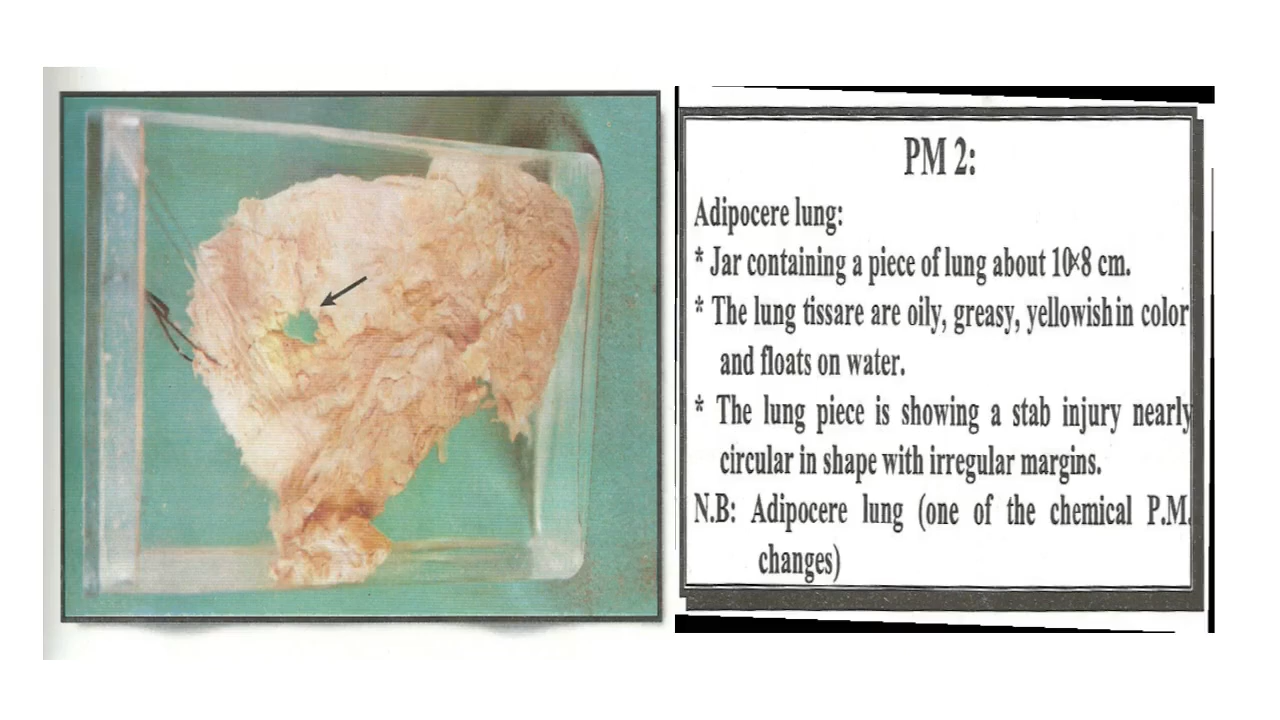 PM 2:
Adipocere lung:
* Jar containing a piece of lung about 10×8 cm.
* The lung tissare are oily, greasy, yellowish in color
and floats on water.
* The lung piece is showing a stab injury nearly
circular in shape with irregular margins.
N.B: Adipocere lung (one of the chemical P.M.
changes)